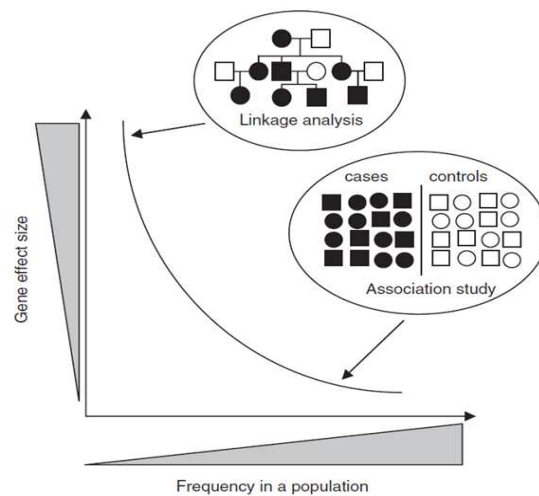 Linkage analysis
cases controls
Association study
Gene effect size
Frequency in a population